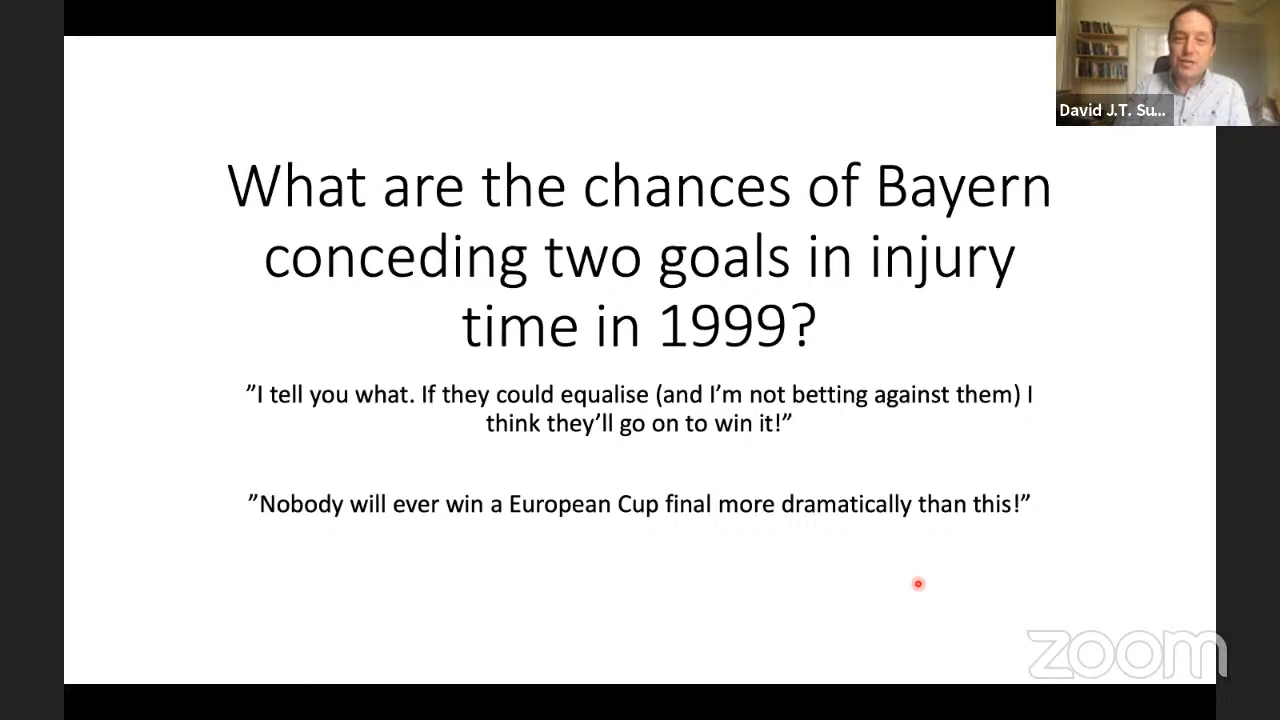 David J.T. Su...
What are the chances of Bayern
conceding two goals in injury
time in 1999?
”I tell you what. If they could equalise (and I’m not betting against them) I
think they’ll go on to win it!”
”Nobody will ever win a European Cup final more dramatically than this!”
zoom